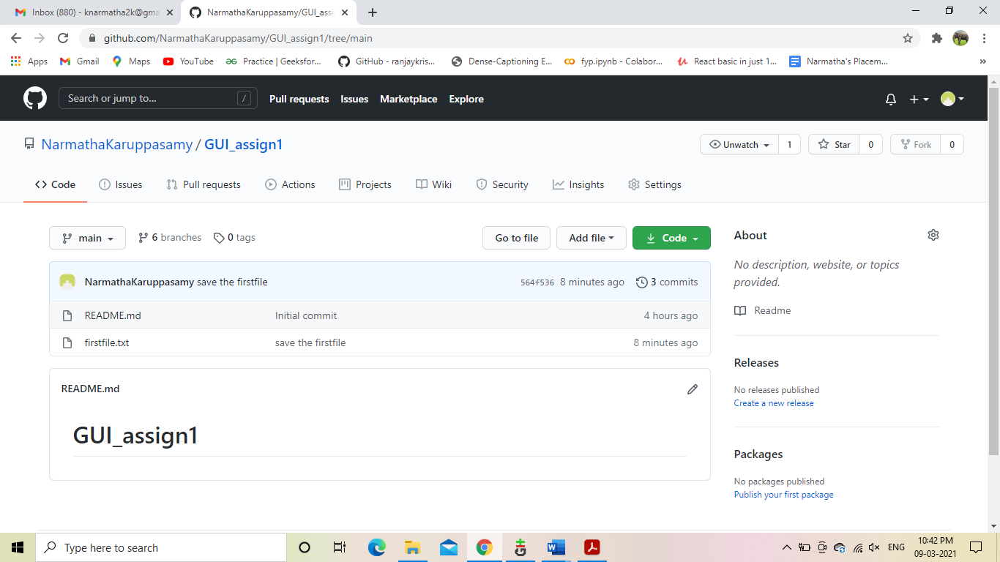 Inbox (880) - knarmatha2k@gma
NarmathaKaruppasamy/GUI_assi
github.com/NarmathaKaruppasamy/GUI_assign1/tree/main
Apps Gmail Maps YouTube Practice | Geeksfor... GitHub - ranjaykris... Dense-Captioning E... fyp.ipynb - Colabor... React basic in just 1... Narmatha's Placem... »
Search or jump to... / Pull requests Issues Marketplace Explore
NarmathaKaruppasamy / GUI_assign1 Unwatch 1 Star 0 Fork 0
Code Issues Pull requests Actions Projects Wiki Security Insights Settings
main 6 branches 0 tags Go to file Add file Code
NarmathaKaruppasamy save the firstfile 564f536 8 minutes ago 3 commits
README.md Initial commit 4 hours ago
firstfile.txt save the firstfile 8 minutes ago
README.md
GUI_assign1
About
No description, website, or topics
provided.
Readme
Releases
No releases published
Create a new release
Packages
No packages published
Publish your first package
Type here to search
ENG
10:42 PM
09-03-2021